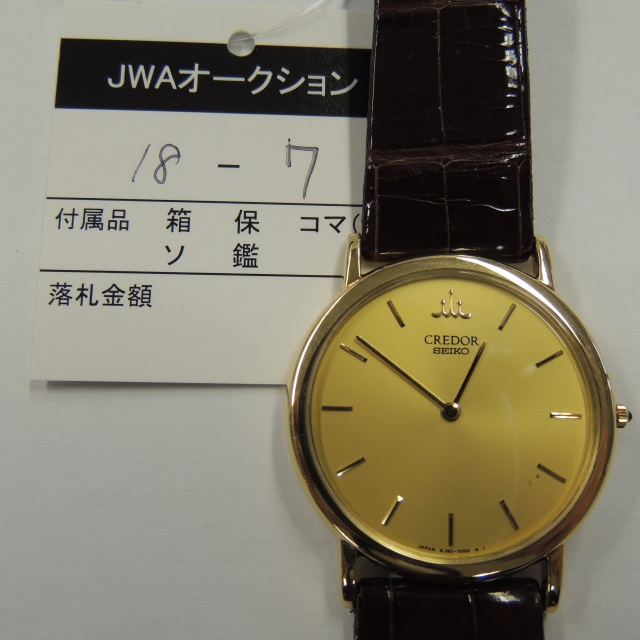 JWAオークション
18 - 7
付属品 箱 保 コマ(
ソ 鑑
落札金額
CREDOR
SEIKO
JAPAN